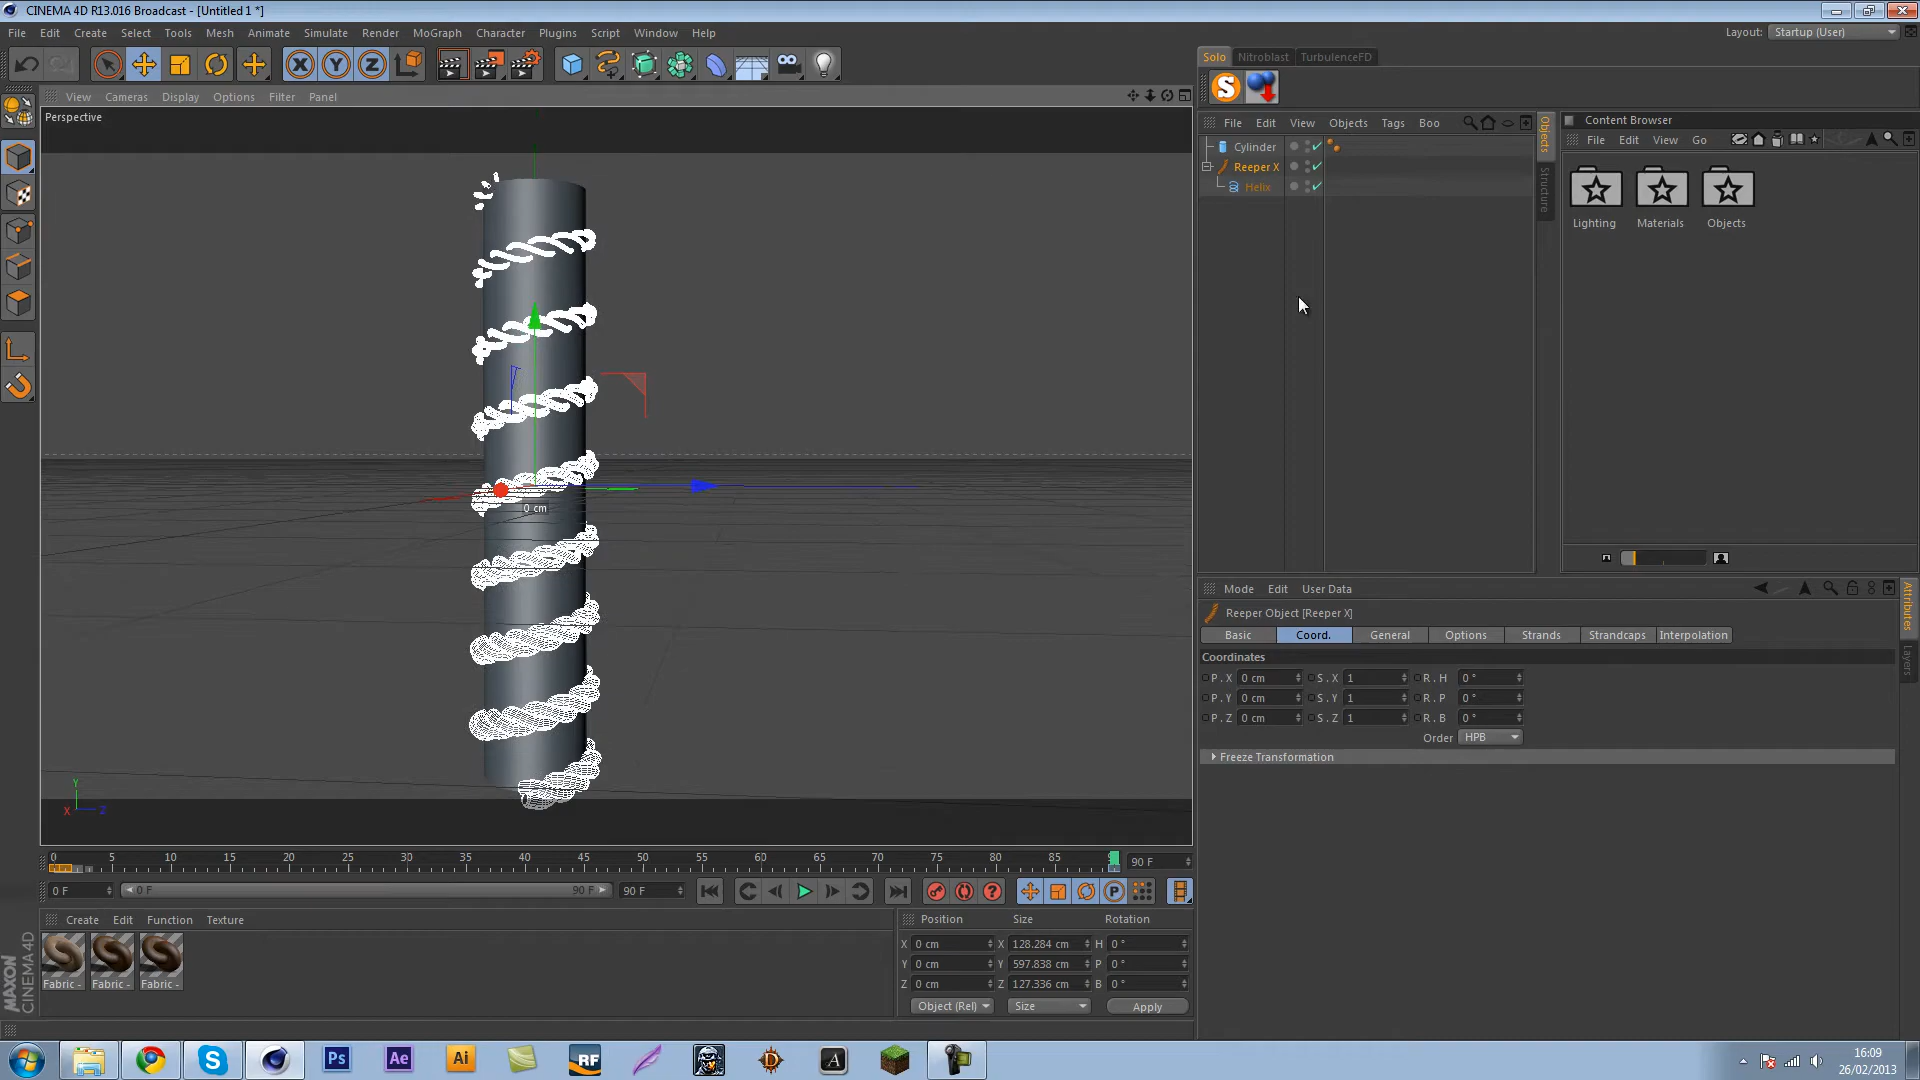 CINEMA 4D R13.016 Broadcast - [Untitled 1 *]
File Edit Create Select Tools Mesh Animate Simulate Render MoGraph Character Plugins Script Window Help
Layout: Startup (User)
Solo Nitroblast TurbulenceFD
View Cameras Display Options Filter Panel
Perspective
File Edit View Objects Tags Boo
Cylinder
Reeper X
Helix
Objects
Structure
Content Browser
File Edit View Go
Lighting Materials Objects
0 cm
Y
X Z
Mode Edit User Data
Reeper Object [Reeper X]
Basic Coord. General Options Strands Strandcaps Interpolation
Coordinates
P . X 0 cm S . X 1 R . H 0 °
P . Y 0 cm S . Y 1 R . P 0 °
P . Z 0 cm S . Z 1 R . B 0 °
Order HPB
Freeze Transformation
Attributes
Layers
0 5 10 15 20 25 30 35 40 45 50 55 60 65 70 75 80 85 90 F
0 F 0 F 90 F 90 F
Create Edit Function Texture
Fabric - Fabric - Fabric -
Position Size Rotation
X 0 cm X 128.284 cm H 0 °
Y 0 cm Y 597.838 cm P 0 °
Z 0 cm Z 127.336 cm B 0 °
Object (Rel) Size Apply
MAXON
CINEMA 4D
Ps Ae Ai RF A
16:09
26/02/2013